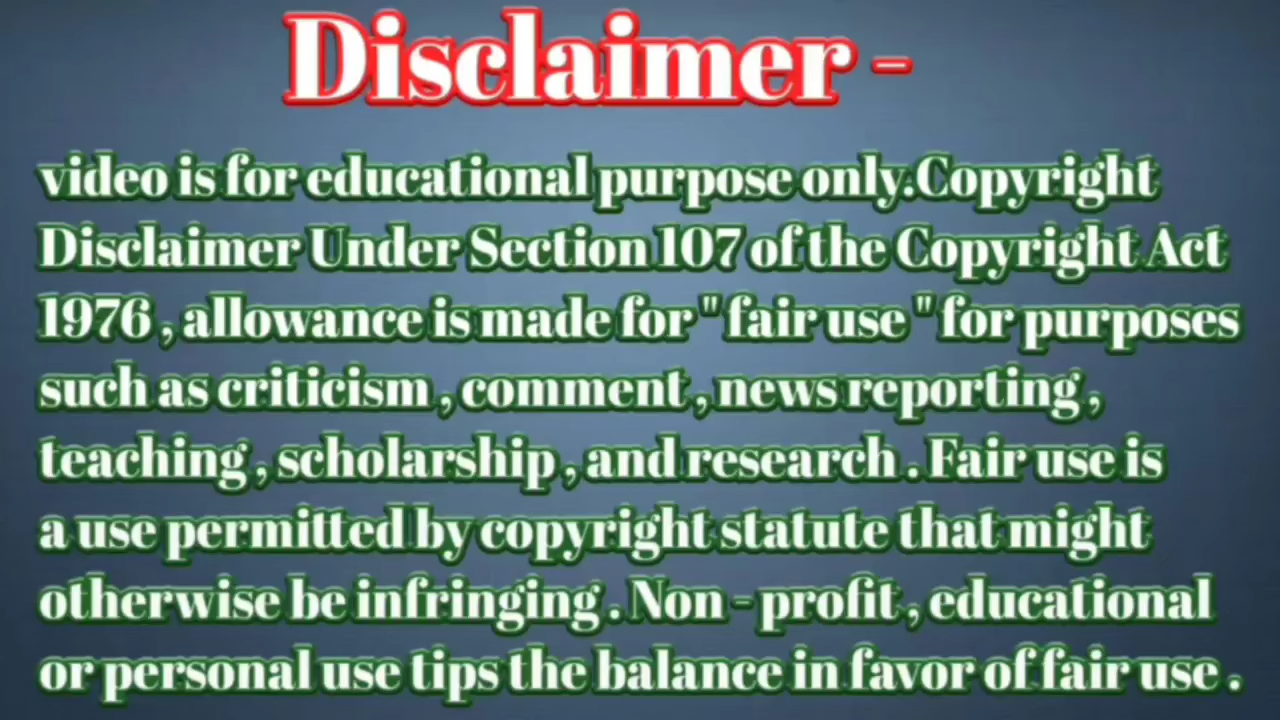 Disclaimer -
video is for educational purpose only.Copyright
Disclaimer Under Section 107 of the Copyright Act
1976 , allowance is made for " fair use " for purposes
such as criticism , comment , news reporting ,
teaching , scholarship , and research . Fair use is
a use permitted by copyright statute that might
otherwise be infringing . Non - profit , educational
or personal use tips the balance in favor of fair use .